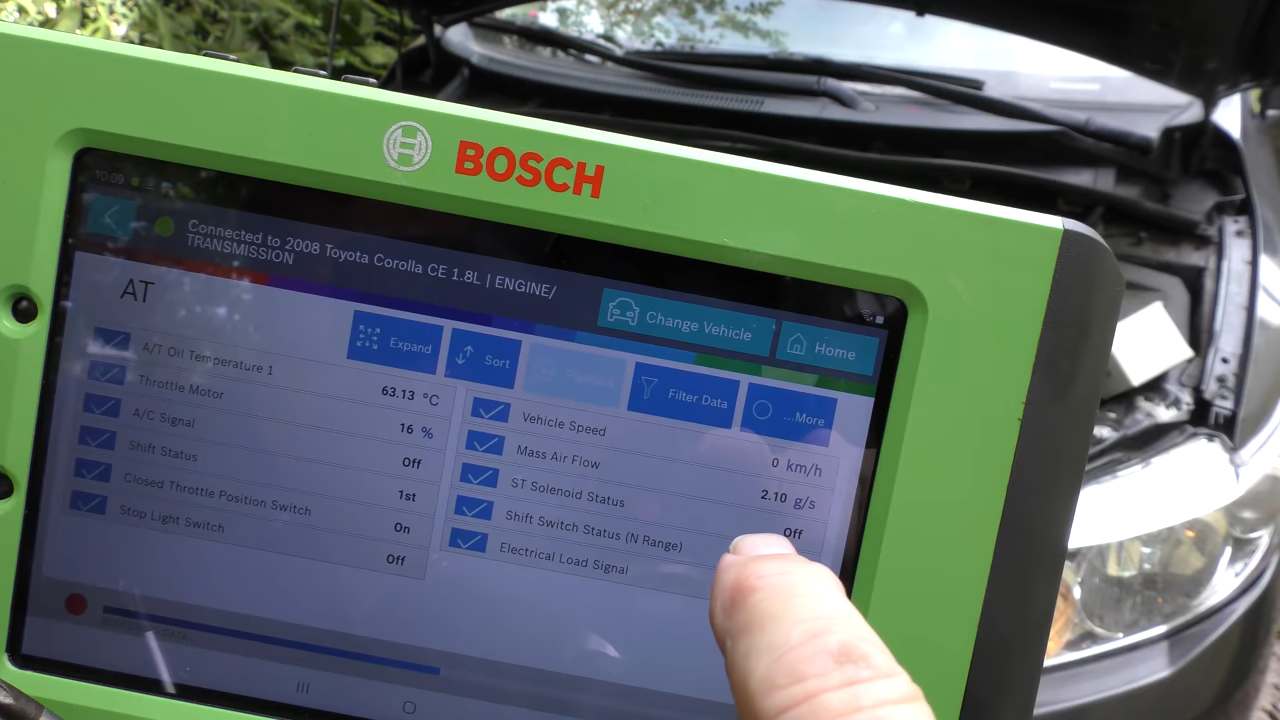 BOSCH
10:09
Connected to 2008 Toyota Corolla CE 1.8L | ENGINE/
TRANSMISSION
Change Vehicle
Home
AT
Expand
Sort
Filter Data
...More
A/T Oil Temperature 1
63.13 °C
Throttle Motor
16 %
A/C Signal
Off
Shift Status
1st
Closed Throttle Position Switch
On
Stop Light Switch
Off
Vehicle Speed
0 km/h
Mass Air Flow
2.10 g/s
ST Solenoid Status
Off
Shift Switch Status (N Range)
Electrical Load Signal